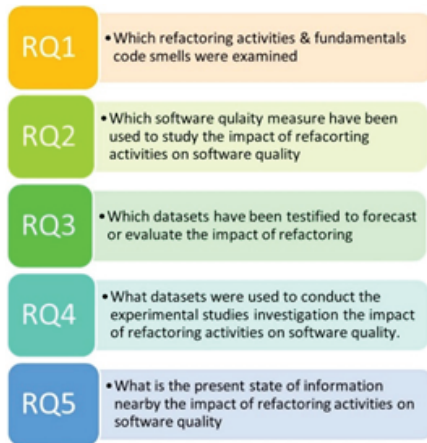 RQ1
•Which refactoring activities & fundamentals
code smells were examined
RQ2
•Which software qulaity measure have been
used to study the impact of refacorting
activities on software quality
RQ3
•Which datasets have been testified to forecast
or evaluate the impact of refactoring
RQ4
•What datasets were used to conduct the
experimental studies investigation the impact
of refactoring activities on software quality.
RQ5
•What is the present state of information
nearby the impact of refactoring activities on
software quality